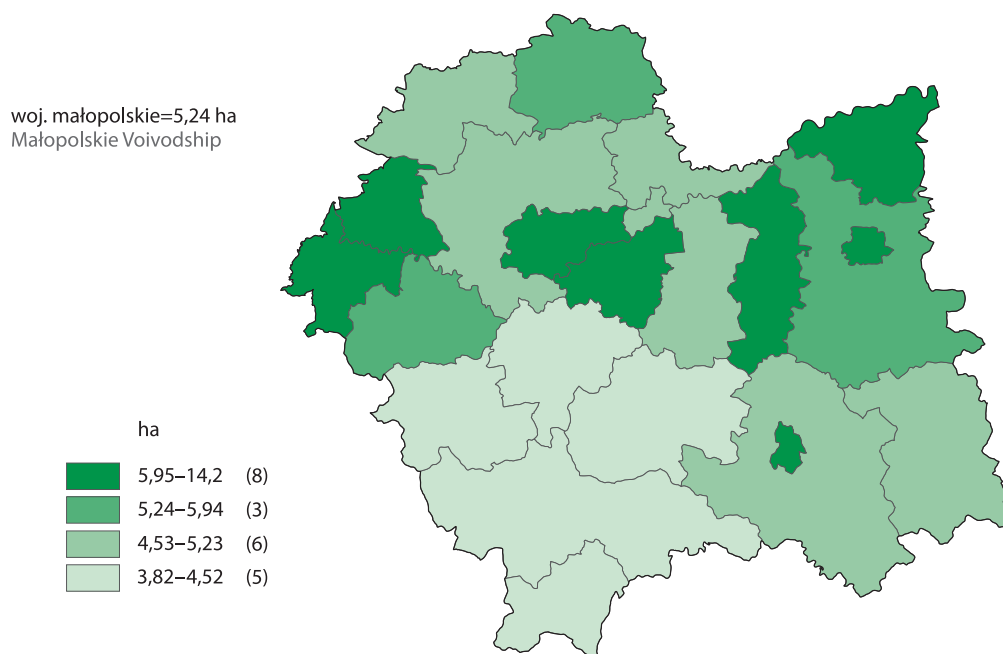 woj. małopolskie=5,24 ha
Małopolskie Voivodship
ha
5,95–14,2 (8)
5,24–5,94 (3)
4,53–5,23 (6)
3,82–4,52 (5)